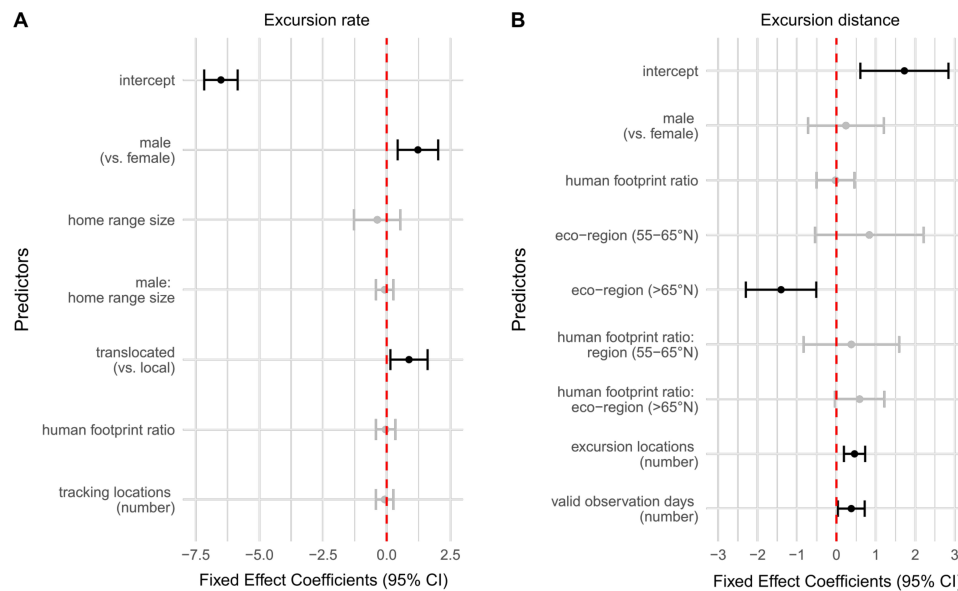 A
Excursion rate
Predictors
intercept
male
(vs. female)
home range size
male:
home range size
translocated
(vs. local)
human footprint ratio
tracking locations
(number)
−7.5 −5.0 −2.5 0.0 2.5
Fixed Effect Coefficients (95% CI)
B
Excursion distance
Predictors
intercept
male
(vs. female)
human footprint ratio
eco−region (55−65°N)
eco−region (>65°N)
human footprint ratio:
region (55−65°N)
human footprint ratio:
eco−region (>65°N)
excursion locations
(number)
valid observation days
(number)
−3 −2 −1 0 1 2 3
Fixed Effect Coefficients (95% CI)